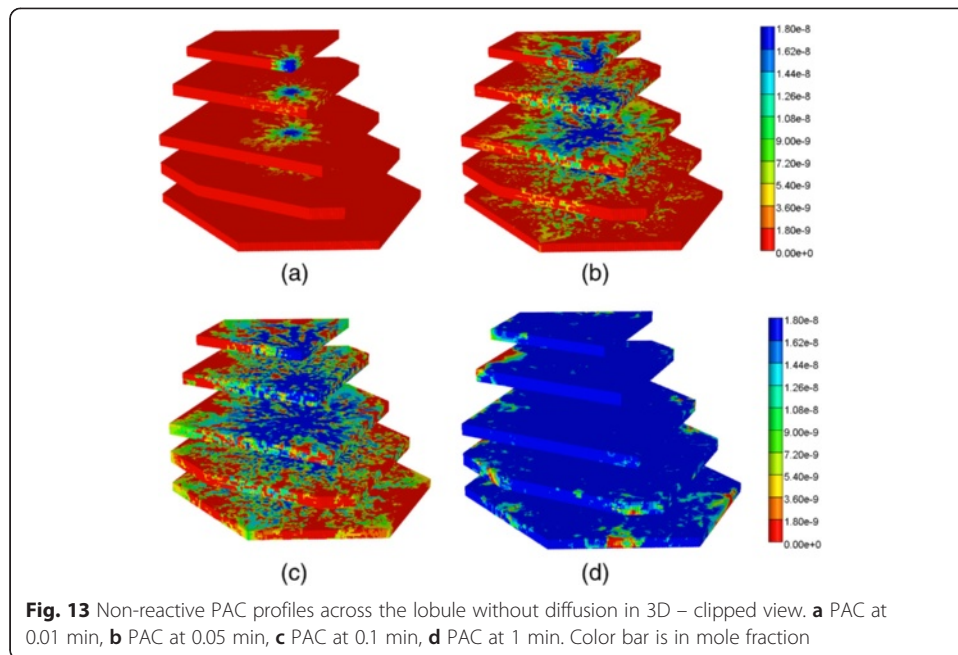 1.80e-8
1.62e-8
1.44e-8
1.26e-8
1.08e-8
9.00e-9
7.20e-9
5.40e-9
3.60e-9
1.80e-9
0.00e+0
(a)
(b)
1.80e-8
1.62e-8
1.44e-8
1.26e-8
1.08e-8
9.00e-9
7.20e-9
5.40e-9
3.60e-9
1.80e-9
0.00e+0
(c)
(d)
Fig. 13 Non-reactive PAC profiles across the lobule without diffusion in 3D – clipped view. a PAC at
0.01 min, b PAC at 0.05 min, c PAC at 0.1 min, d PAC at 1 min. Color bar is in mole fraction